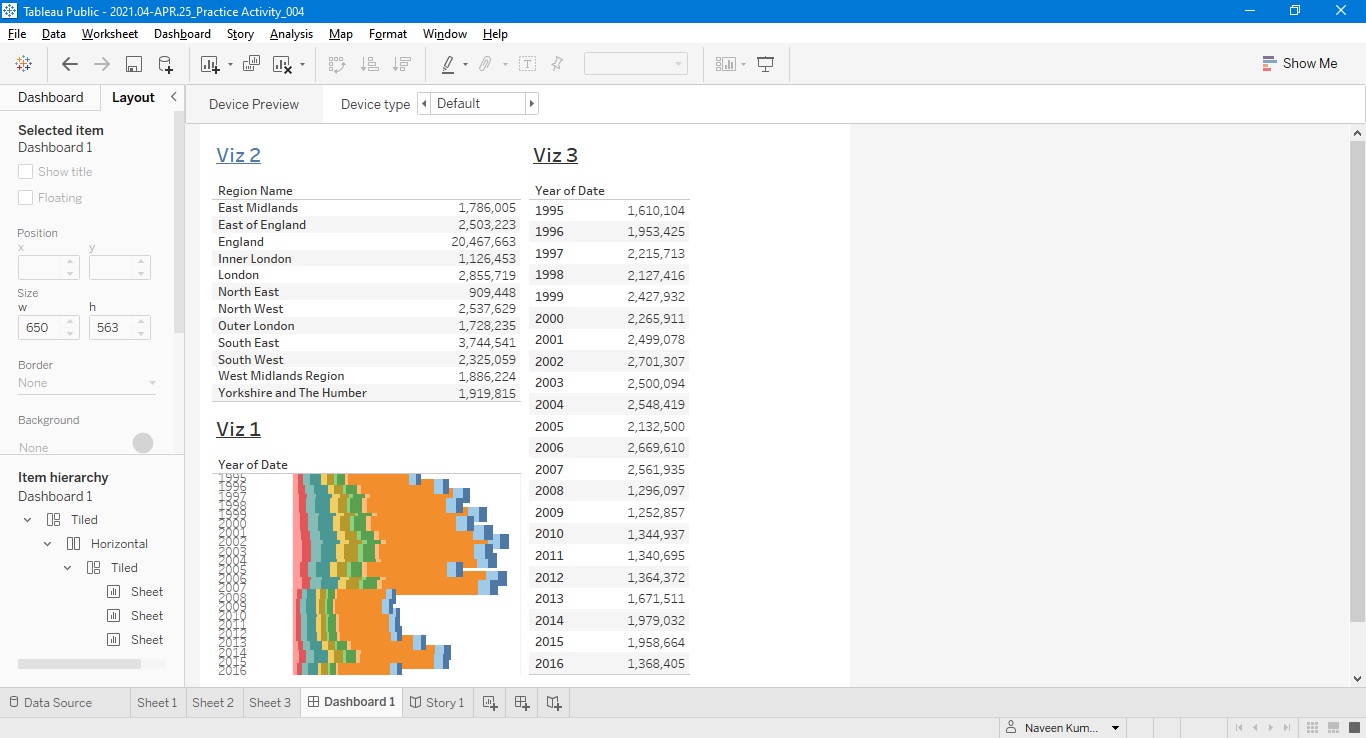 Tableau Public - 2021.04-APR.25_Practice Activity_004
File Data Worksheet Dashboard Story Analysis Map Format Window Help
Show Me
Dashboard Layout
Device Preview Device type Default
Selected item
Dashboard 1
Show title
Floating
Position
x y
Size
w h
650 563
Border
None
Background
None
Item hierarchy
Dashboard 1
Tiled
Horizontal
Tiled
Sheet
Sheet
Sheet
Viz 2
Region Name
East Midlands 1,786,005
East of England 2,503,223
England 20,467,663
Inner London 1,126,453
London 2,855,719
North East 909,448
North West 2,537,629
Outer London 1,728,235
South East 3,744,541
South West 2,325,059
West Midlands Region 1,886,224
Yorkshire and The Humber 1,919,815
Viz 1
Year of Date
1995
1996
1997
1998
1999
2000
2001
2002
2003
2004
2005
2006
2007
2008
2009
2010
2011
2012
2013
2014
2015
2016
Viz 3
Year of Date
1995 1,610,104
1996 1,953,425
1997 2,215,713
1998 2,127,416
1999 2,427,932
2000 2,265,911
2001 2,499,078
2002 2,701,307
2003 2,500,094
2004 2,548,419
2005 2,132,500
2006 2,669,610
2007 2,561,935
2008 1,296,097
2009 1,252,857
2010 1,344,937
2011 1,340,695
2012 1,364,372
2013 1,671,511
2014 1,979,032
2015 1,958,664
2016 1,368,405
Data Source Sheet 1 Sheet 2 Sheet 3 Dashboard 1 Story 1
Naveen Kum...